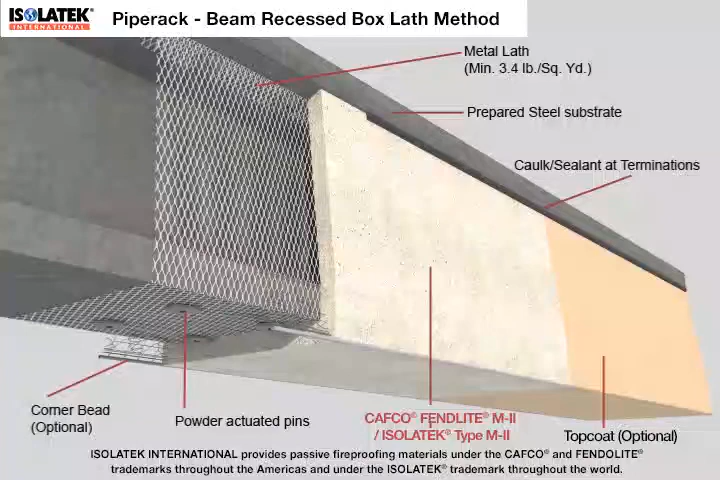 ISOLATEK®
INTERNATIONAL
Piperack - Beam Recessed Box Lath Method
Metal Lath
(Min. 3.4 lb./Sq. Yd.)
Prepared Steel substrate
Caulk/Sealant at Terminations
Corner Bead
(Optional)
Powder actuated pins
CAFCO® FENDLITE® M-II
/ ISOLATEK® Type M-II
Topcoat (Optional)
ISOLATEK INTERNATIONAL provides passive fireproofing materials under the CAFCO® and FENDOLITE®
trademarks throughout the Americas and under the ISOLATEK® trademark throughout the world.